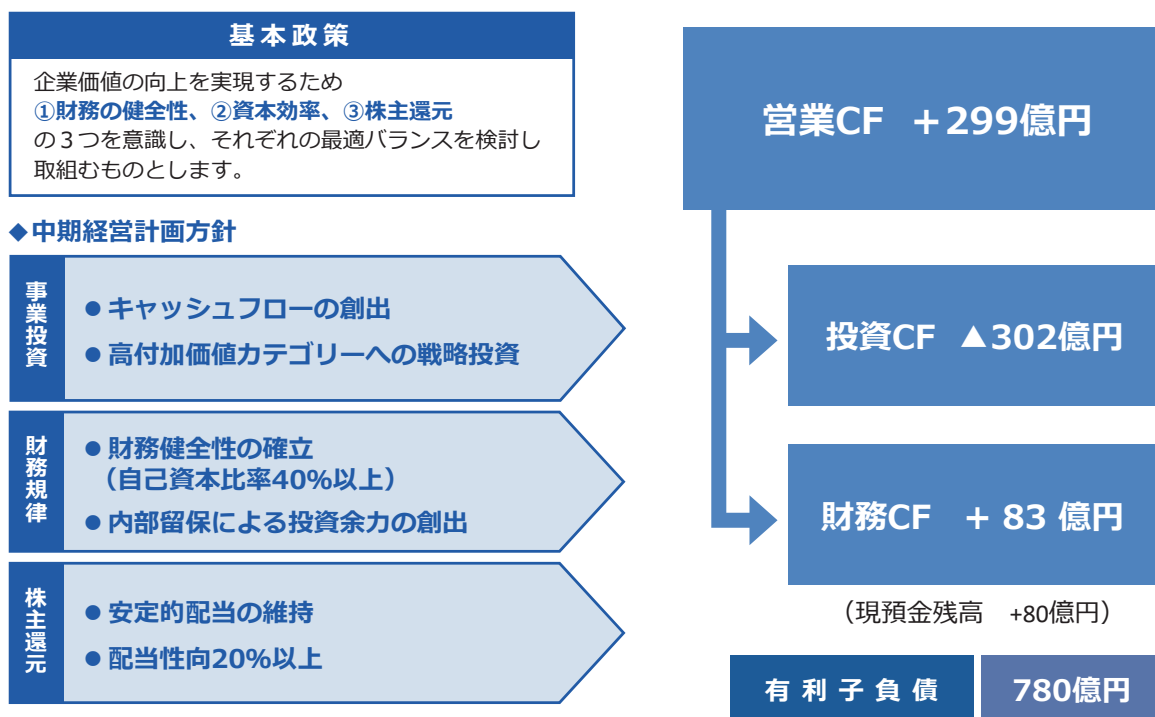 基本政策
企業価値の向上を実現するため
①財務の健全性、②資本効率、③株主還元
の３つを意識し、それぞれの最適バランスを検討し
取組むものとします。
◆中期経営計画方針
事業投資
●キャッシュフローの創出
●高付加価値カテゴリーへの戦略投資
財務規律
●財務健全性の確立
（自己資本比率40%以上）
●内部留保による投資余力の創出
株主還元
●安定的配当の維持
●配当性向20%以上
営業CF ＋299億円
投資CF ▲302億円
財務CF ＋83 億円
（現預金残高 +80億円）
有利子負債 780億円